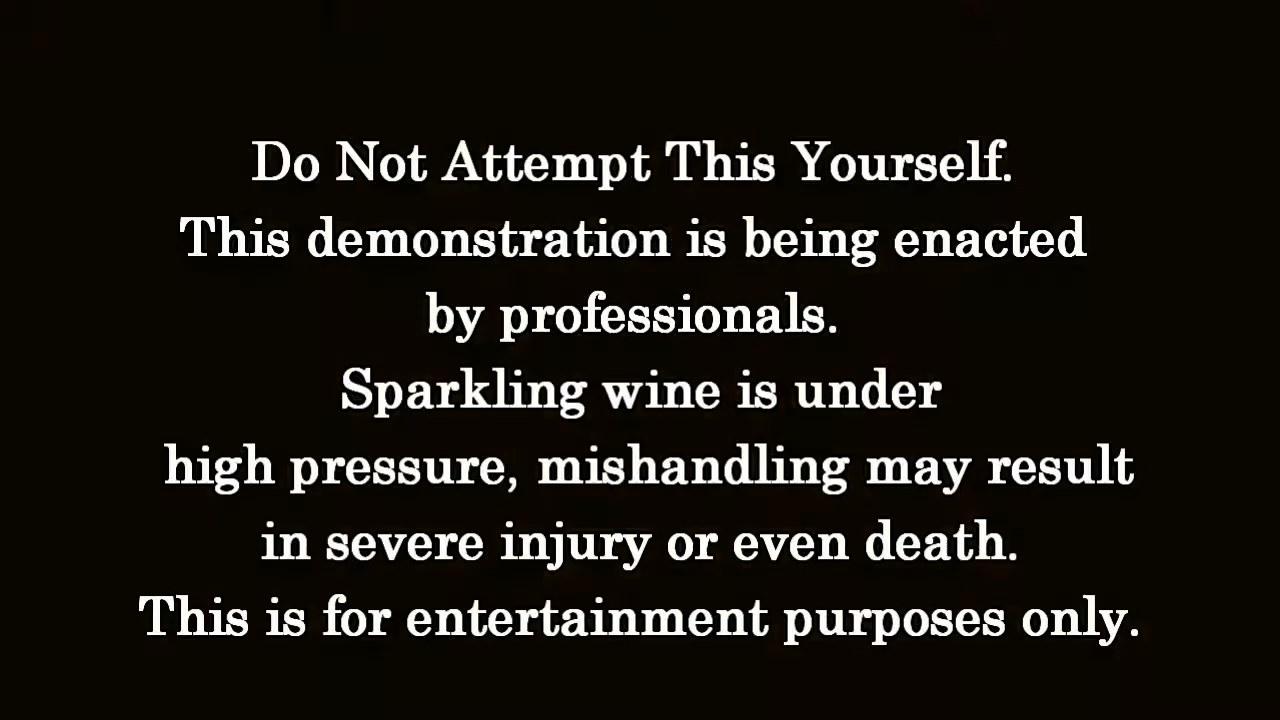 Do Not Attempt This Yourself.
This demonstration is being enacted
by professionals.
Sparkling wine is under
high pressure, mishandling may result
in severe injury or even death.
This is for entertainment purposes only.